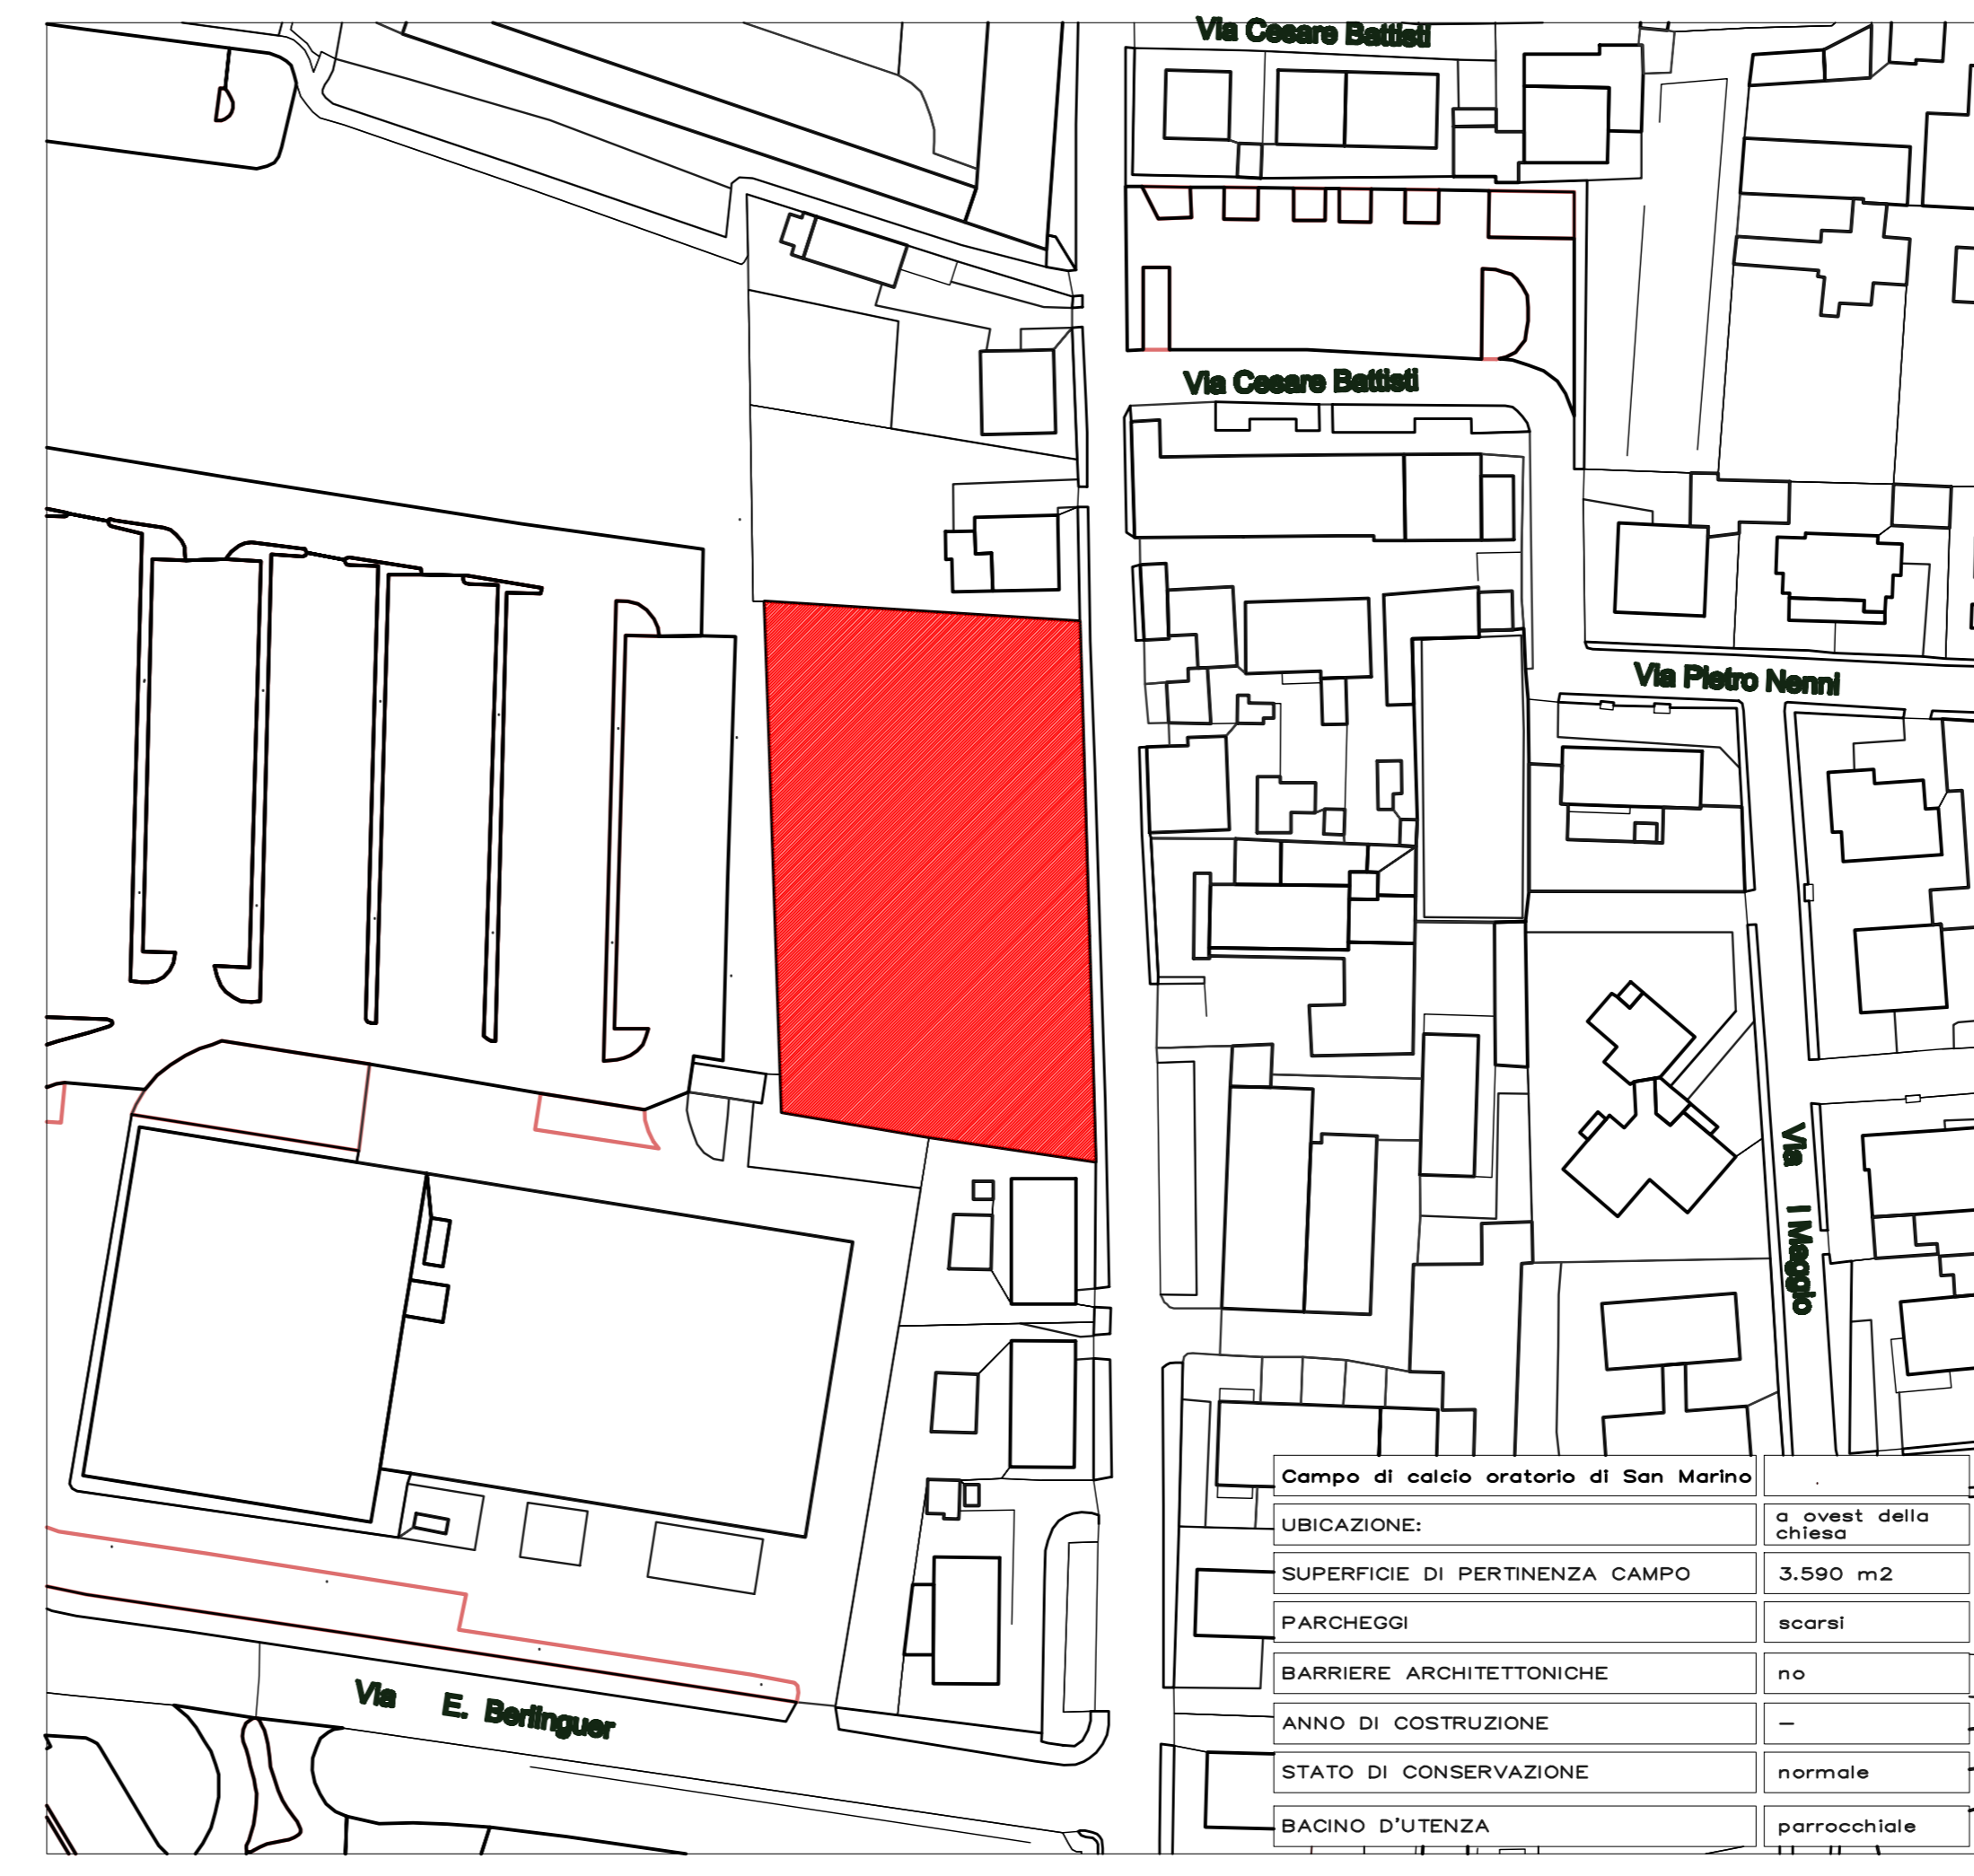 Via Cesare Battisti
Via Cesare Battisti
Via Pietro Nenni
Via I Maggio
Via E. Berlinguer
Campo di calcio oratorio di San Marino
UBICAZIONE: a ovest della
chiesa
SUPERFICIE DI PERTINENZA CAMPO 3.590 m2
PARCHEGGI scarsi
BARRIERE ARCHITETTONICHE no
ANNO DI COSTRUZIONE –
STATO DI CONSERVAZIONE normale
BACINO D'UTENZA parrocchiale